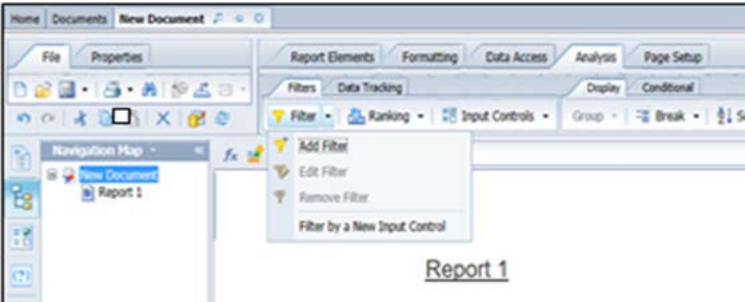 Home Documents New Document
File Properties Report Elements Formatting Data Access Analysis Page Setup
Filters Data Tracking Display Conditional
Filter Ranking Input Controls Group Break
Navigation Map
Add Filter
New Document
Edit Filter
Report 1
Remove Filter
Filter by a New Input Control
Report 1